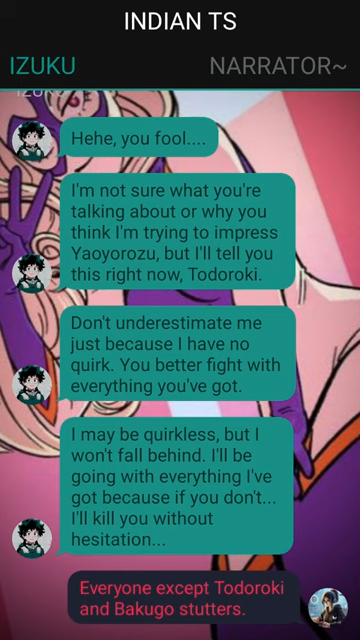 INDIAN TS
IZUKU
NARRATOR~
IZUKU
Hehe, you fool....
I'm not sure what you're
talking about or why you
think I'm trying to impress
Yaoyorozu, but I'll tell you
this right now, Todoroki.
Don't underestimate me
just because I have no
quirk. You better fight with
everything you've got.
I may be quirkless, but I
won't fall behind. I'll be
going with everything I've
got because if you don't...
I'll kill you without
hesitation...
Everyone except Todoroki
and Bakugo stutters.